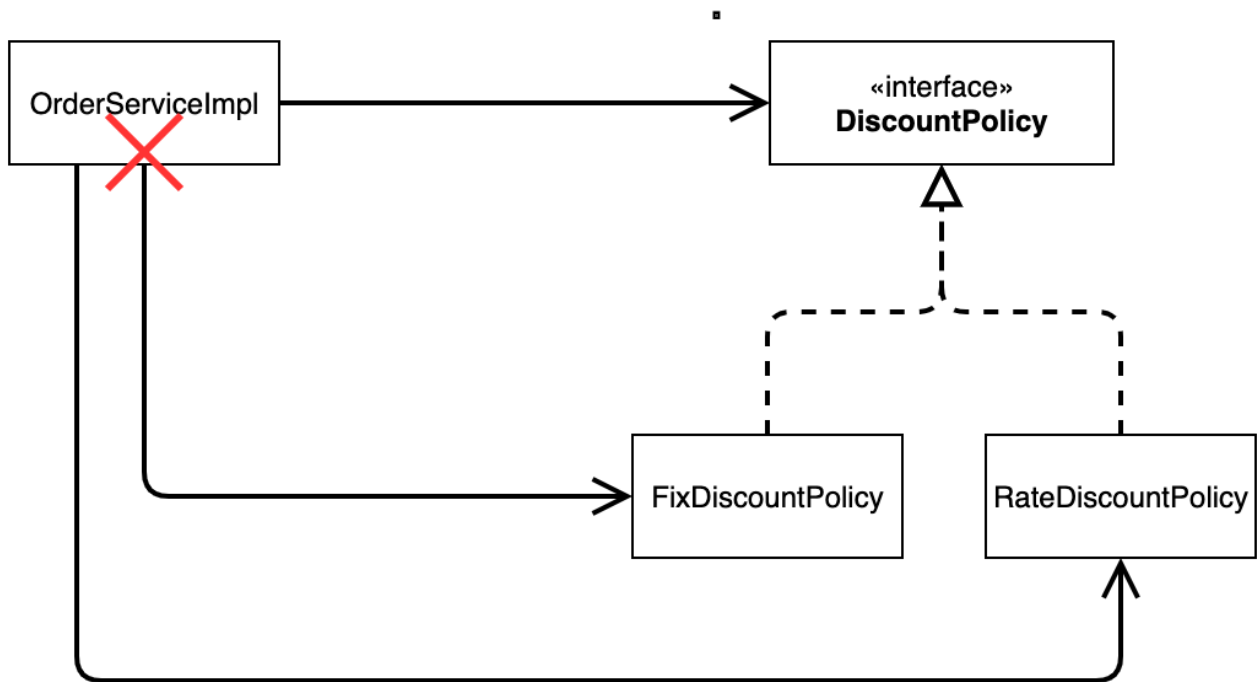 OrderServiceImpl
«interface»
DiscountPolicy
FixDiscountPolicy
RateDiscountPolicy